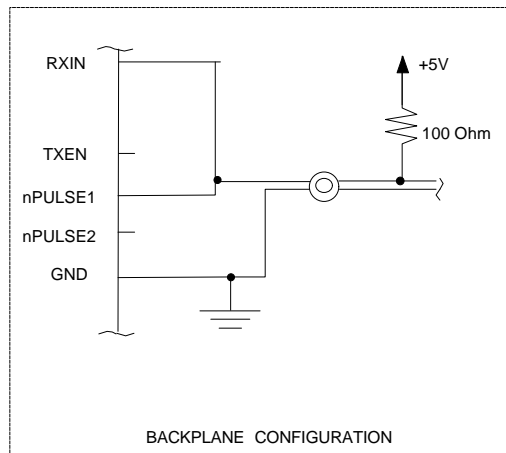 RXIN
+5V
100 Ohm
TXEN
nPULSE1
nPULSE2
GND
BACKPLANE CONFIGURATION